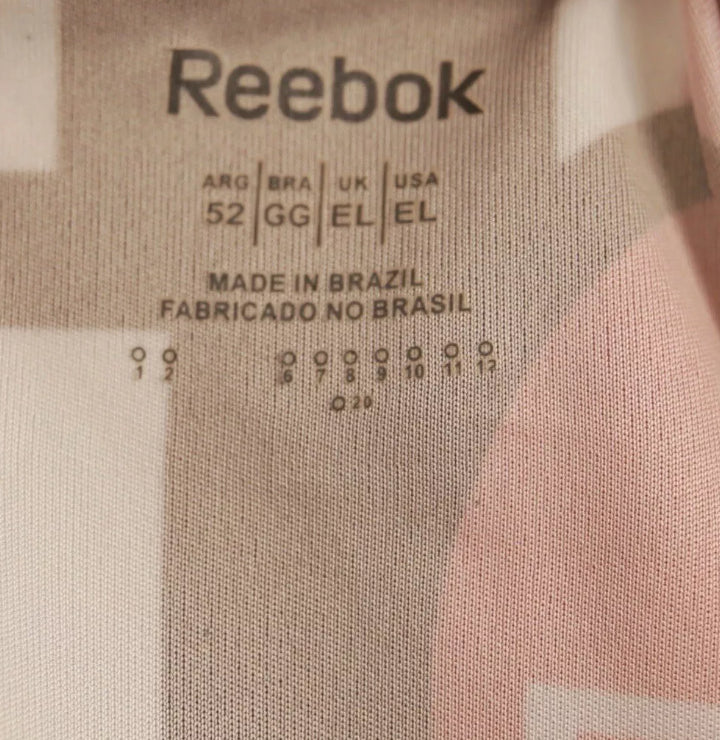 Reebok
ARG BRA UK USA
52 GG EL EL
MADE IN BRAZIL
FABRICADO NO BRASIL
1 2 6 7 8 9 10 11 12
20